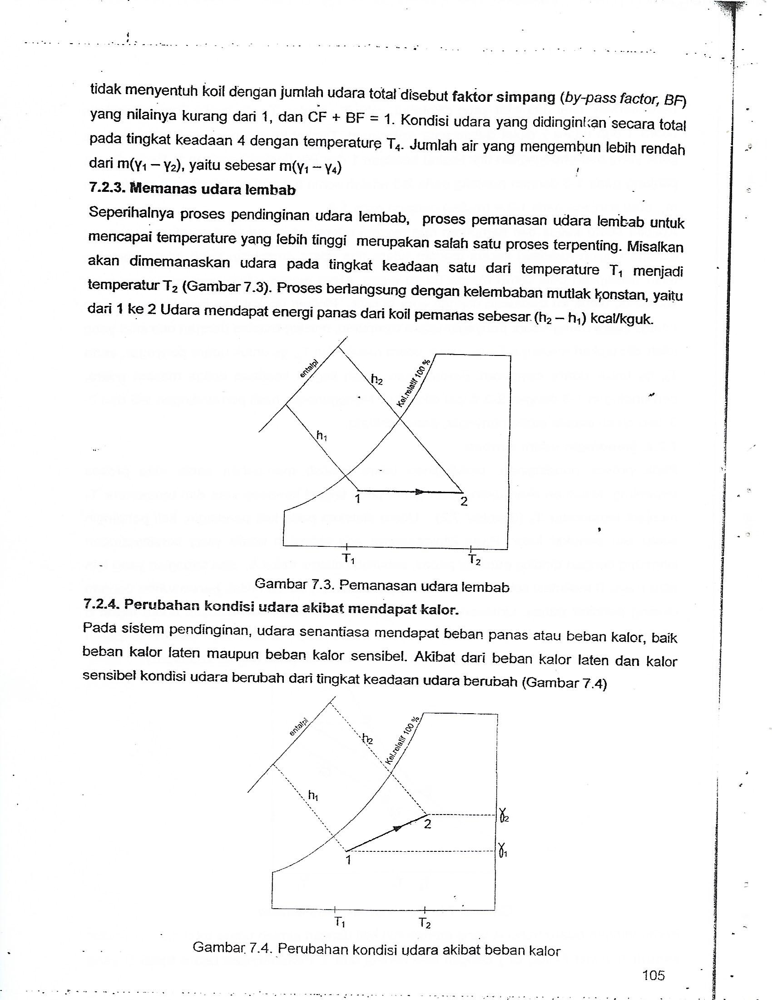 tidak menyentuh koil dengan jumlah udara total disebut faktor simpang (by-pass factor, BF)
yang nilainya kurang dari 1, dan CF + BF = 1. Kondisi udara yang didinginkan secara total
pada tingkat keadaan 4 dengan temperature T₄. Jumlah air yang mengembun lebih rendah
dari m(γ₁ – γ₂), yaitu sebesar m(γ₁ – γ₄)
7.2.3. Memanas udara lembab
Seperihalnya proses pendinginan udara lembab, proses pemanasan udara lembab untuk
mencapai temperature yang lebih tinggi merupakan salah satu proses terpenting. Misalkan
akan dimemanaskan udara pada tingkat keadaan satu dari temperature T₁ menjadi
temperatur T₂ (Gambar 7.3). Proses berlangsung dengan kelembaban mutlak konstan, yaitu
dari 1 ke 2 Udara mendapat energi panas dari koil pemanas sebesar (h₂ – h₁) kcal/kguk.
entalpi
h₂
Kel.relatif 100 %
h₁
1
2
T₁
T₂
Gambar 7.3. Pemanasan udara lembab
7.2.4. Perubahan kondisi udara akibat mendapat kalor.
Pada sistem pendinginan, udara senantiasa mendapat beban panas atau beban kalor, baik
beban kalor laten maupun beban kalor sensibel. Akibat dari beban kalor laten dan kalor
sensibel kondisi udara berubah dari tingkat keadaan udara berubah (Gambar 7.4)
entalpi
h₂
Kel.relatif 100 %
h₁
γ₂
2
γ₁
1
T₁
T₂
Gambar 7.4. Perubahan kondisi udara akibat beban kalor
105